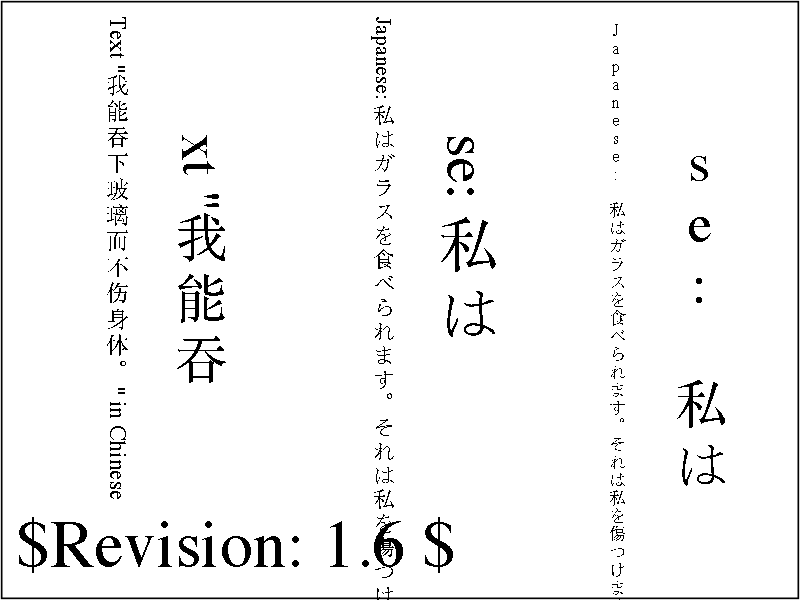 Text "我能吞下玻璃而不伤身体。" in Chinese
xt "我能吞
Japanese: 私はガラスを食べられます。それは私を傷つけ
se: 私は
Japanese: 私はガラスを食べられます。それは私を傷つけま
se: 私は
$Revision: 1.6 $